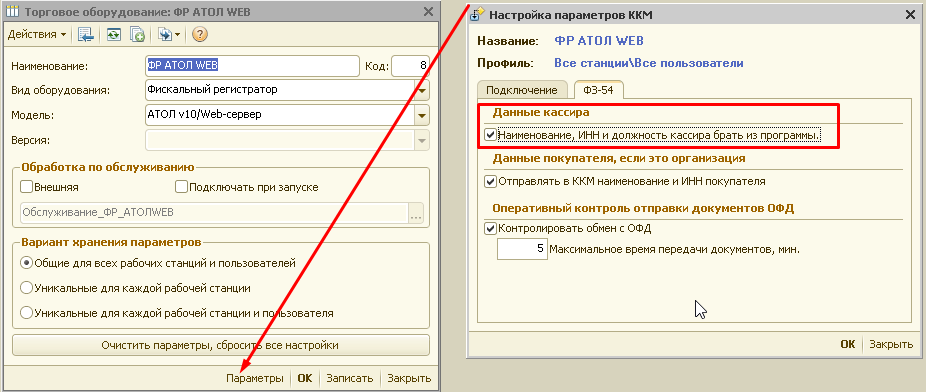 Торговое оборудование: ФР АТОЛ WEB
Действия
Наименование: ФР АТОЛ WEB Код: 8
Вид оборудования: Фискальный регистратор
Модель: АТОЛ v10/Web-сервер
Версия:
Обработка по обслуживанию
Внешняя Подключать при запуске
Обслуживание_ФР_АТОЛWEB ...
Вариант хранения параметров
Общие для всех рабочих станций и пользователей
Уникальные для каждой рабочей станции
Уникальные для каждой рабочей станции и пользователя
Очистить параметры, сбросить все настройки
Параметры ОК Записать Закрыть
Настройка параметров ККМ
Название: ФР АТОЛ WEB
Профиль: Все станции\Все пользователи
Подключение ФЗ-54
Данные кассира
Наименование, ИНН и должность кассира брать из программы.
Данные покупателя, если это организация
Отправлять в ККМ наименование и ИНН покупателя
Оперативный контроль отправки документов ОФД
Контролировать обмен с ОФД
5 Максимальное время передачи документов, мин.
ОК Закрыть